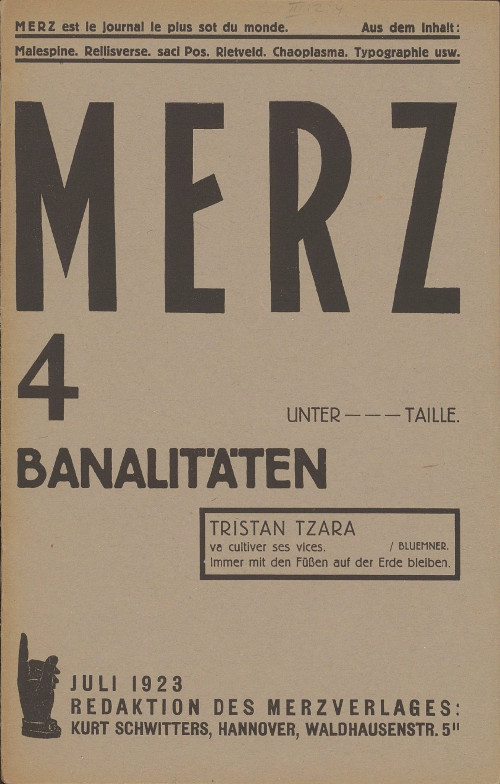 MERZ est le journal le plus sot du monde. Aus dem Inhalt:
Malespine. Reilisverse. saci Pos. Rietveld. Chaoplasma. Typographie usw.
MERZ
4
UNTER — — — TAILLE.
BANALITÄTEN
TRISTAN TZARA
va cultiver ses vices. / BLUEMNER.
Immer mit den Füßen auf der Erde bleiben.
JULI 1923
REDAKTION DES MERZVERLAGES:
KURT SCHWITTERS, HANNOVER, WALDHAUSENSTR. 5"